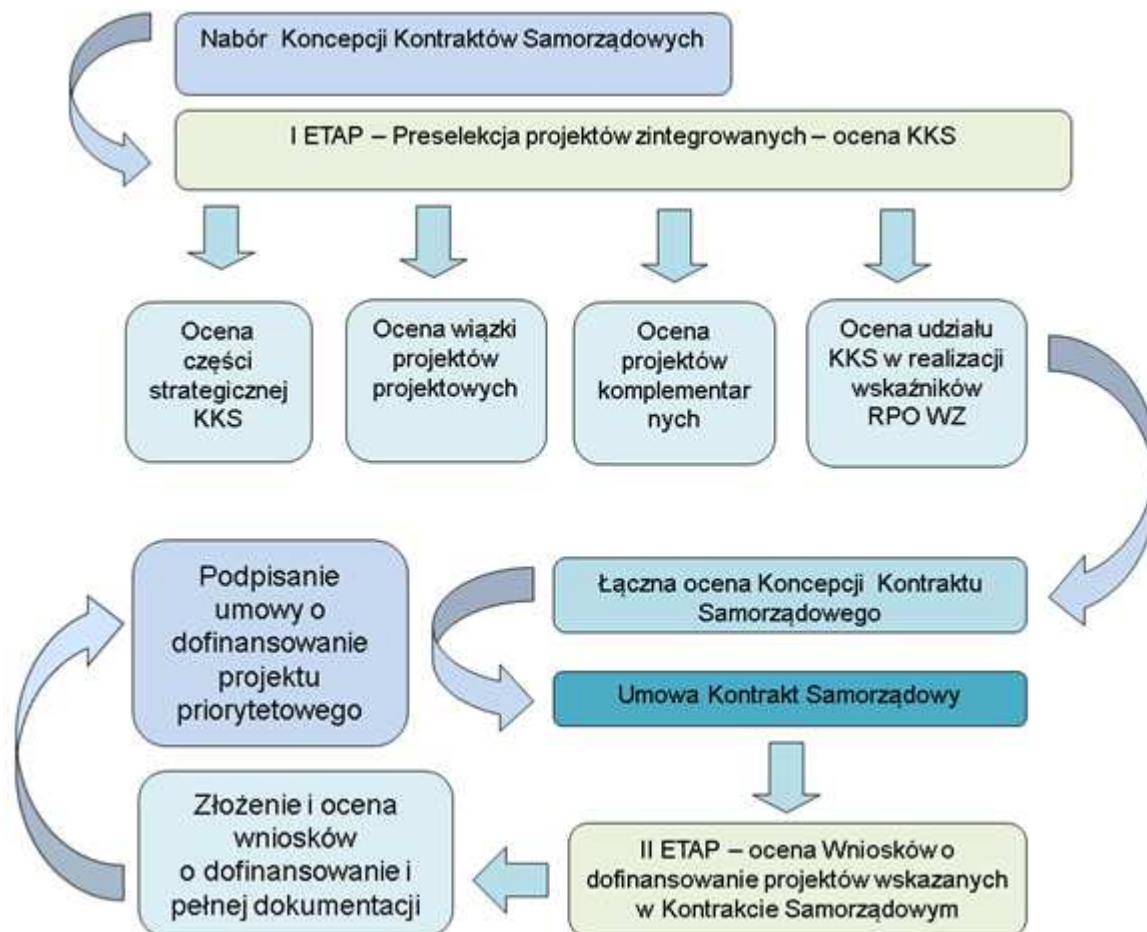 Nabór Koncepcji Kontraktów Samorządowych
I ETAP – Preselekcja projektów zintegrowanych – ocena KKS
Ocena
części
strategicznej
KKS
Ocena wiązki
projektów
projektowych
Ocena
projektów
komplementar
nych
Ocena udziału
KKS w realizacji
wskaźników
RPO WZ
Łączna ocena Koncepcji Kontraktu
Samorządowego
Umowa Kontrakt Samorządowy
II ETAP – ocena Wniosków o
dofinansowanie projektów wskazanych
w Kontrakcie Samorządowym
Złożenie i ocena
wniosków
o dofinansowanie i
pełnej dokumentacji
Podpisanie
umowy o
dofinansowanie
projektu
priorytetowego